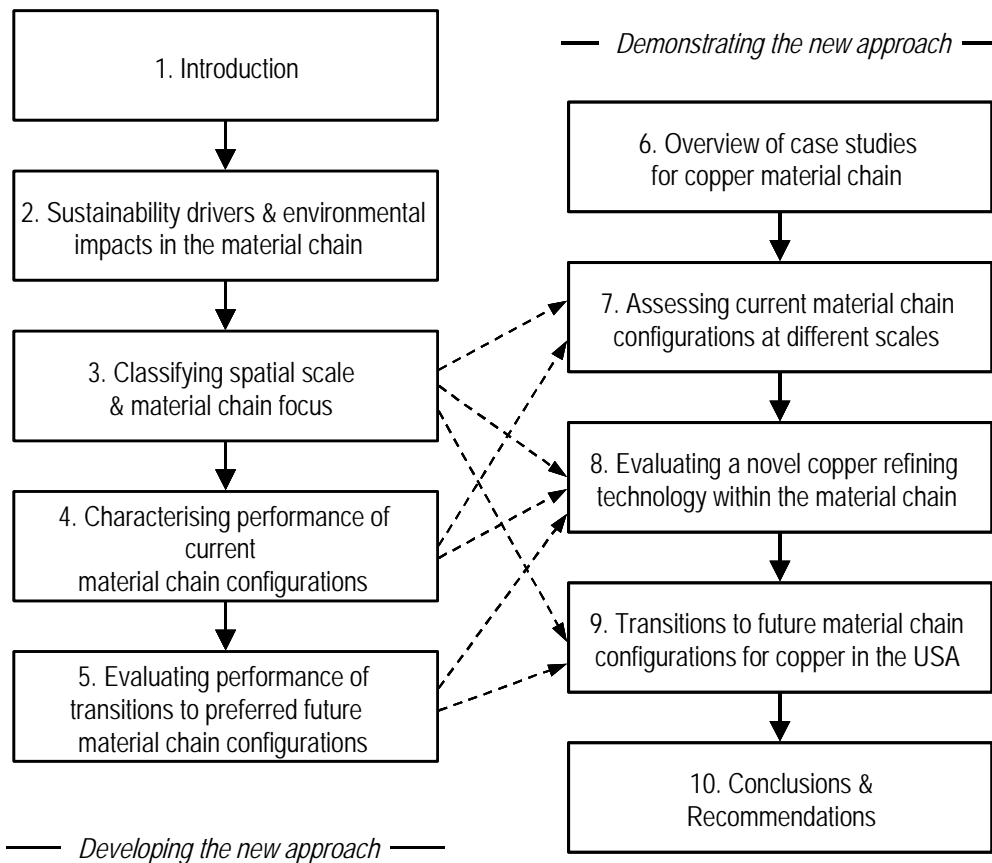 1. Introduction
2. Sustainability drivers & environmental
impacts in the material chain
3. Classifying spatial scale
& material chain focus
4. Characterising performance of
current
material chain configurations
5. Evaluating performance of
transitions to preferred future
material chain configurations
Developing the new approach
Demonstrating the new approach
6. Overview of case studies
for copper material chain
7. Assessing current material chain
configurations at different scales
8. Evaluating a novel copper refining
technology within the material chain
9. Transitions to future material chain
configurations for copper in the USA
10. Conclusions &
Recommendations